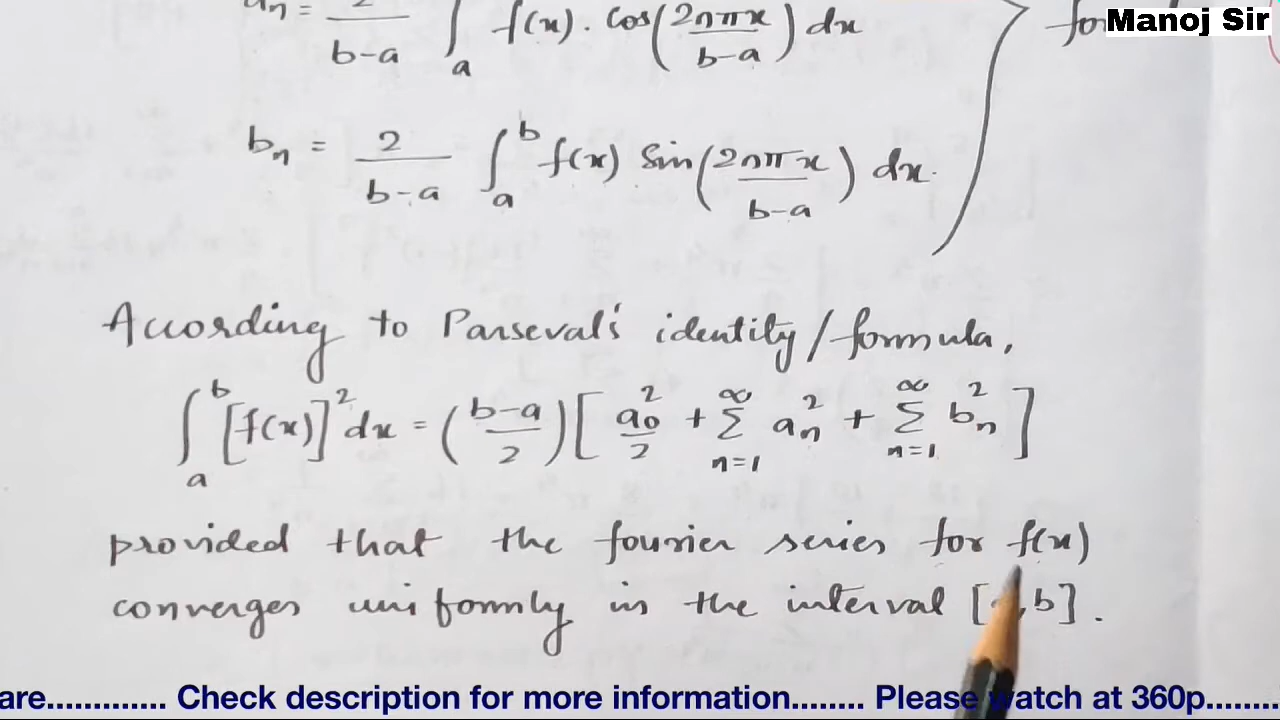 aₙ = 2/(b-a) ∫ₐ f(x). cos(2nπx/(b-a)) dx
for
Manoj Sir
bₙ = 2/(b-a) ∫ₐᵇ f(x) sin(2nπx/(b-a)) dx.
According to Parseval's identity/formula,
∫ₐᵇ [f(x)]² dx = ((b-a)/2) [a₀²/2 + ∑ₙ₌₁^∞ aₙ² + ∑ₙ₌₁^∞ bₙ²]
provided that the fourier series for f(x)
converges uniformly in the interval [ ,b].
are............. Check description for more information........ Please watch at 360p........